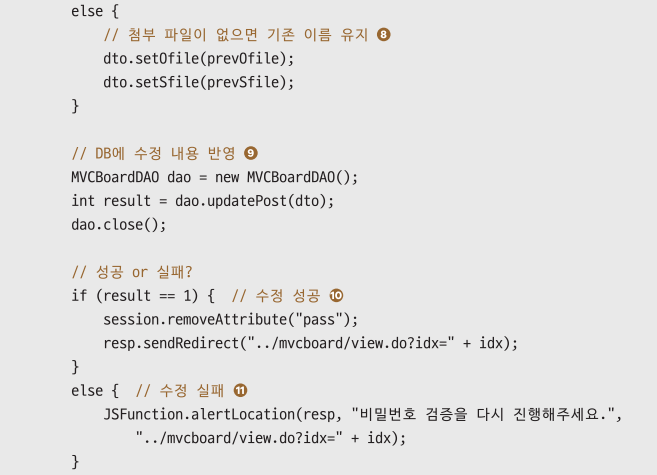 else {
// 첨부 파일이 없으면 기존 이름 유지 ❽
dto.setOfile(prevOfile);
dto.setSfile(prevSfile);
}
// DB에 수정 내용 반영 ❾
MVCBoardDAO dao = new MVCBoardDAO();
int result = dao.updatePost(dto);
dao.close();
// 성공 or 실패?
if (result == 1) {  // 수정 성공 ❿
session.removeAttribute("pass");
resp.sendRedirect("../mvcboard/view.do?idx=" + idx);
}
else {  // 수정 실패 ⓫
JSFunction.alertLocation(resp, "비밀번호 검증을 다시 진행해주세요.",
"../mvcboard/view.do?idx=" + idx);
}